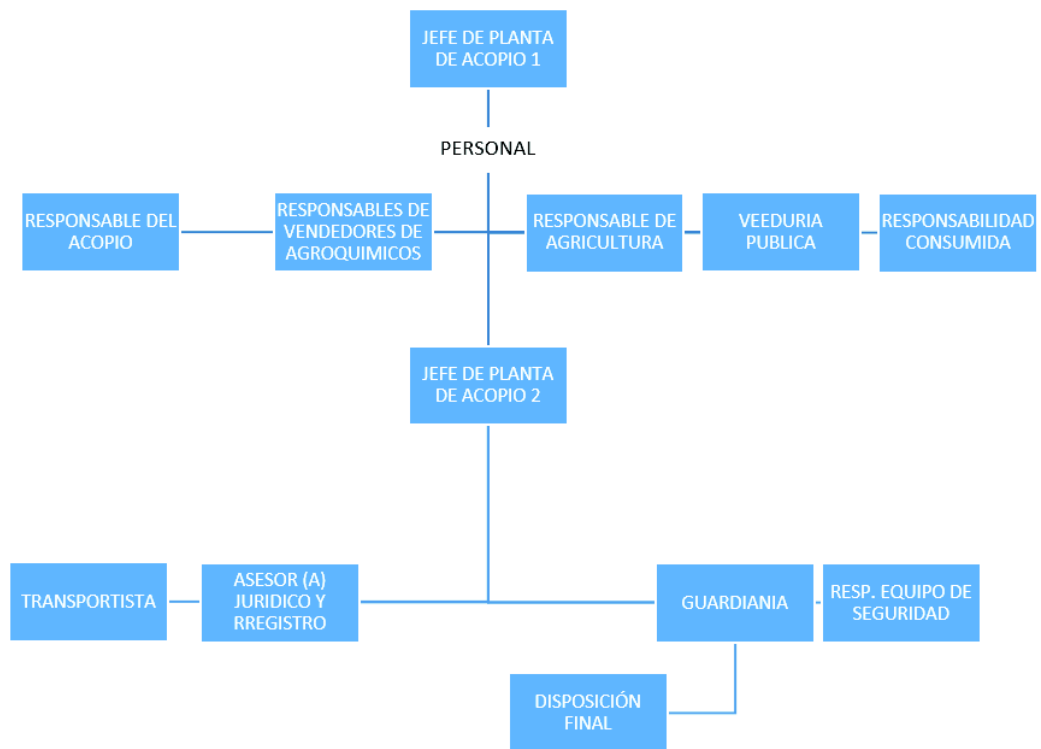 JEFE DE PLANTA
DE ACOPIO 1
PERSONAL
RESPONSABLE DEL
ACOPIO
RESPONSABLES DE
VENDEDORES DE
AGROQUIMICOS
RESPONSABLE DE
AGRICULTURA
VEEDURIA
PUBLICA
RESPONSABILIDAD
CONSUMIDA
JEFE DE PLANTA
DE ACOPIO 2
TRANSPORTISTA
ASESOR (A)
JURIDICO Y
RREGISTRO
GUARDIANIA
RESP. EQUIPO DE
SEGURIDAD
DISPOSICIÓN
FINAL